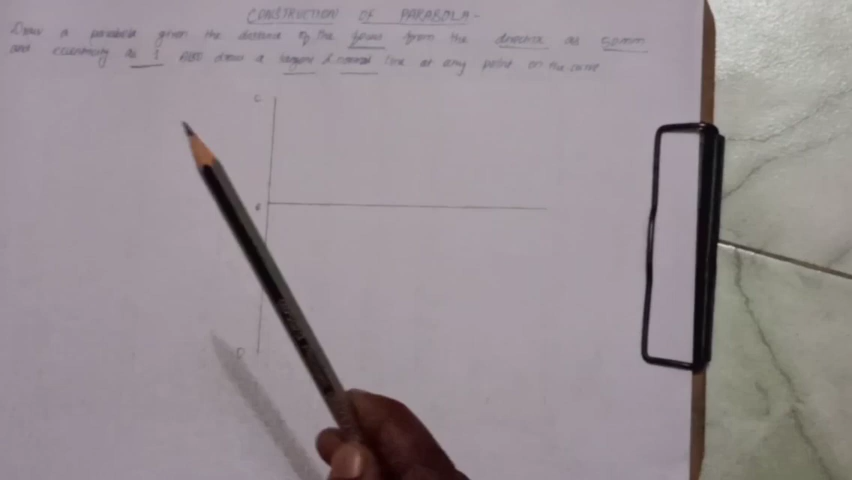 CONSTRUCTION OF PARABOLA-
Draw a parabola given the distance of the focus from the directrix as 50mm
and eccentricity as 1 Also draw a tangent & normal line at any point on the curve
C
A
D